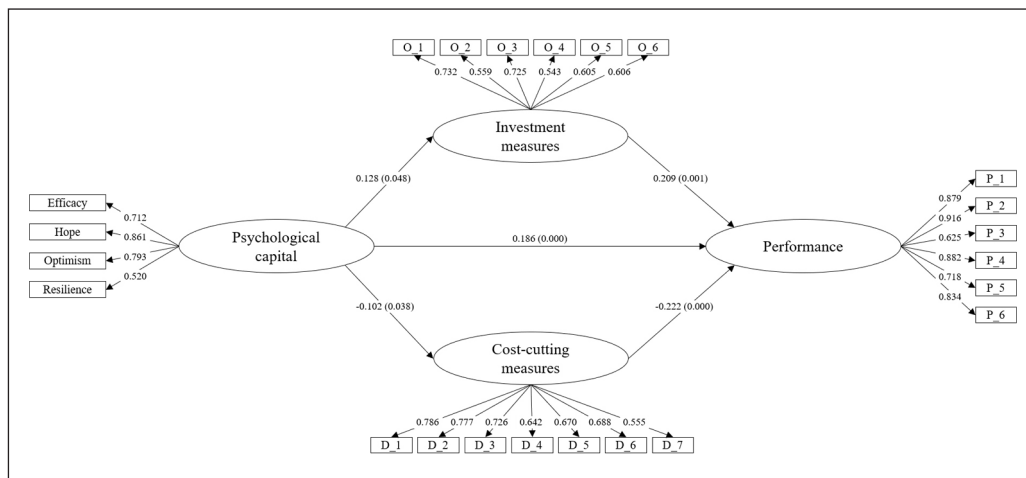 O_1 O_2 O_3 O_4 O_5 O_6
0.732 0.559 0.725 0.543 0.605 0.606
Investment
measures
0.128 (0.048)
0.209 (0.001)
Efficacy
Hope
Optimism
Resilience
0.712
0.861
0.793
0.520
Psychological
capital
0.186 (0.000)
Performance
0.879
0.916
0.625
0.882
0.718
0.834
P_1
P_2
P_3
P_4
P_5
P_6
-0.102 (0.038)
-0.222 (0.000)
Cost-cutting
measures
0.786 0.777 0.726 0.642 0.670 0.688 0.555
D_1 D_2 D_3 D_4 D_5 D_6 D_7